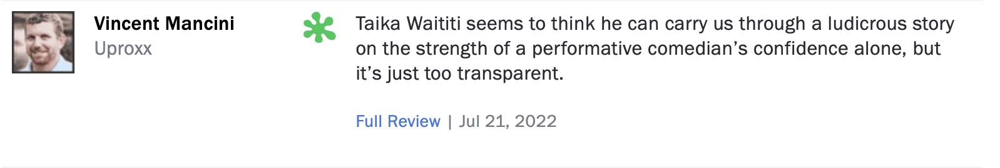 Vincent Mancini
Uproxx
Taika Waititi seems to think he can carry us through a ludicrous story
on the strength of a performative comedian’s confidence alone, but
it’s just too transparent.
Full Review | Jul 21, 2022